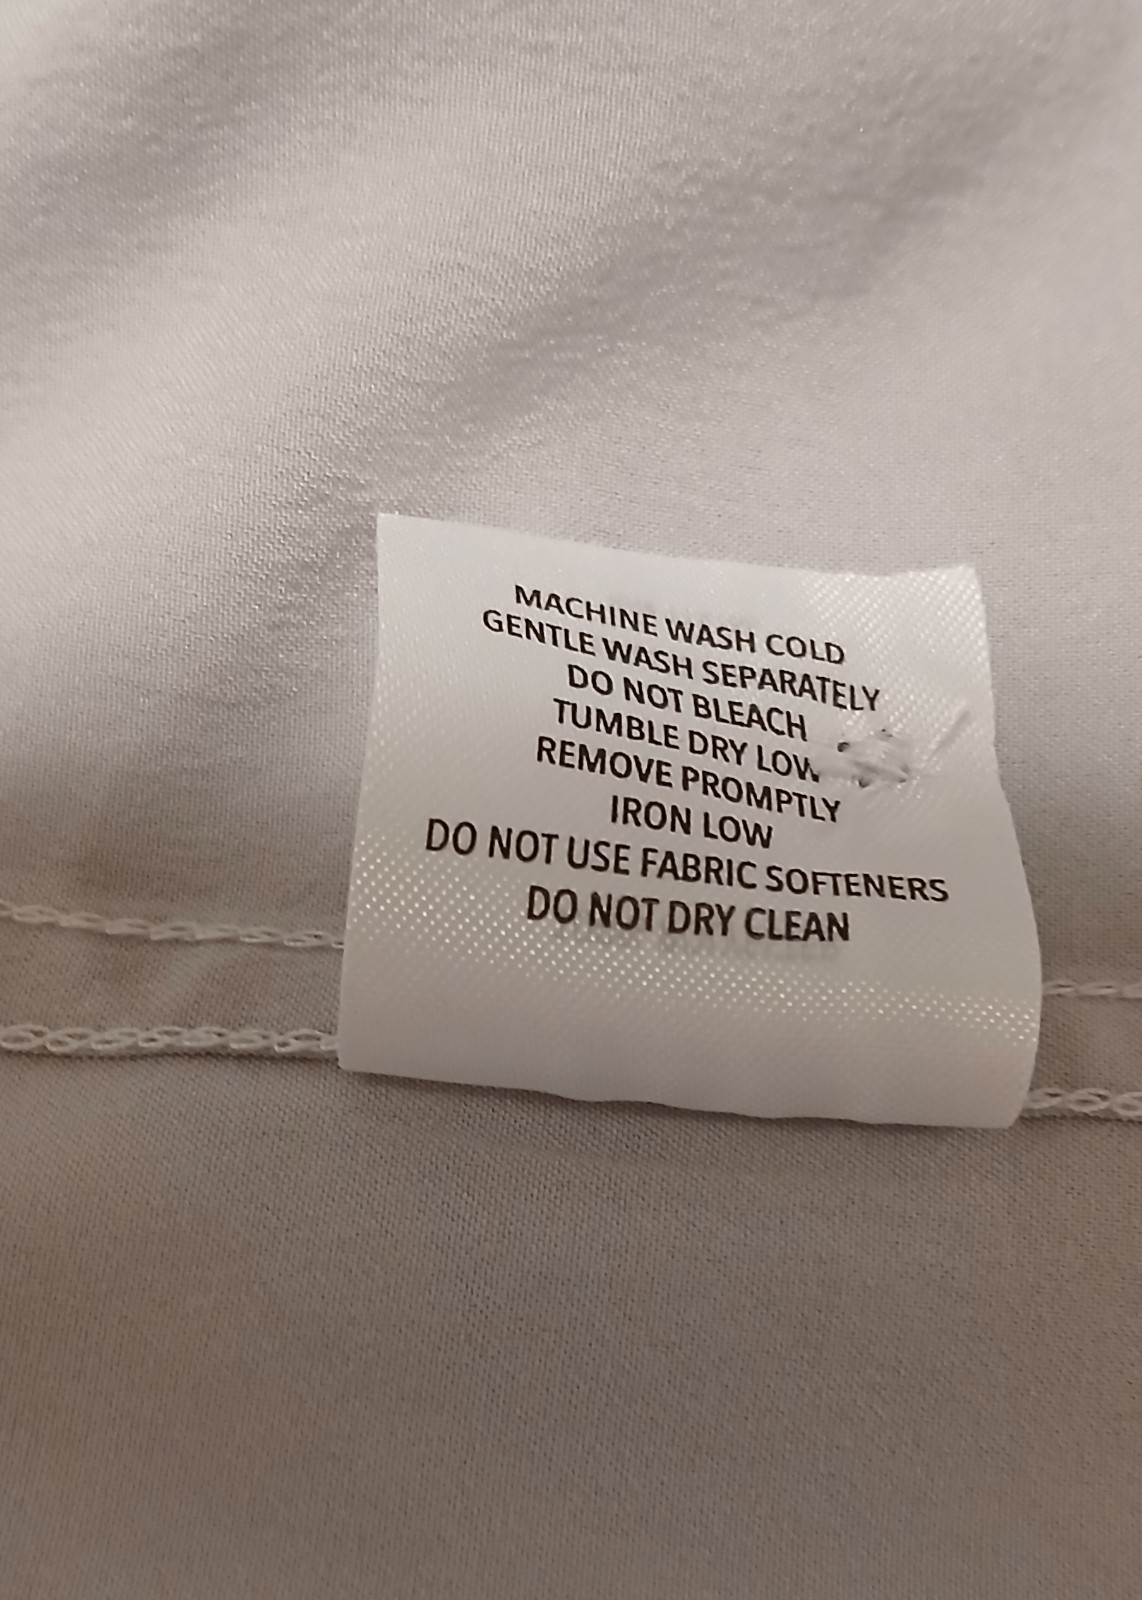 MACHINE WASH COLD
GENTLE WASH SEPARATELY
DO NOT BLEACH
TUMBLE DRY LOW
REMOVE PROMPTLY
IRON LOW
DO NOT USE FABRIC SOFTENERS
DO NOT DRY CLEAN